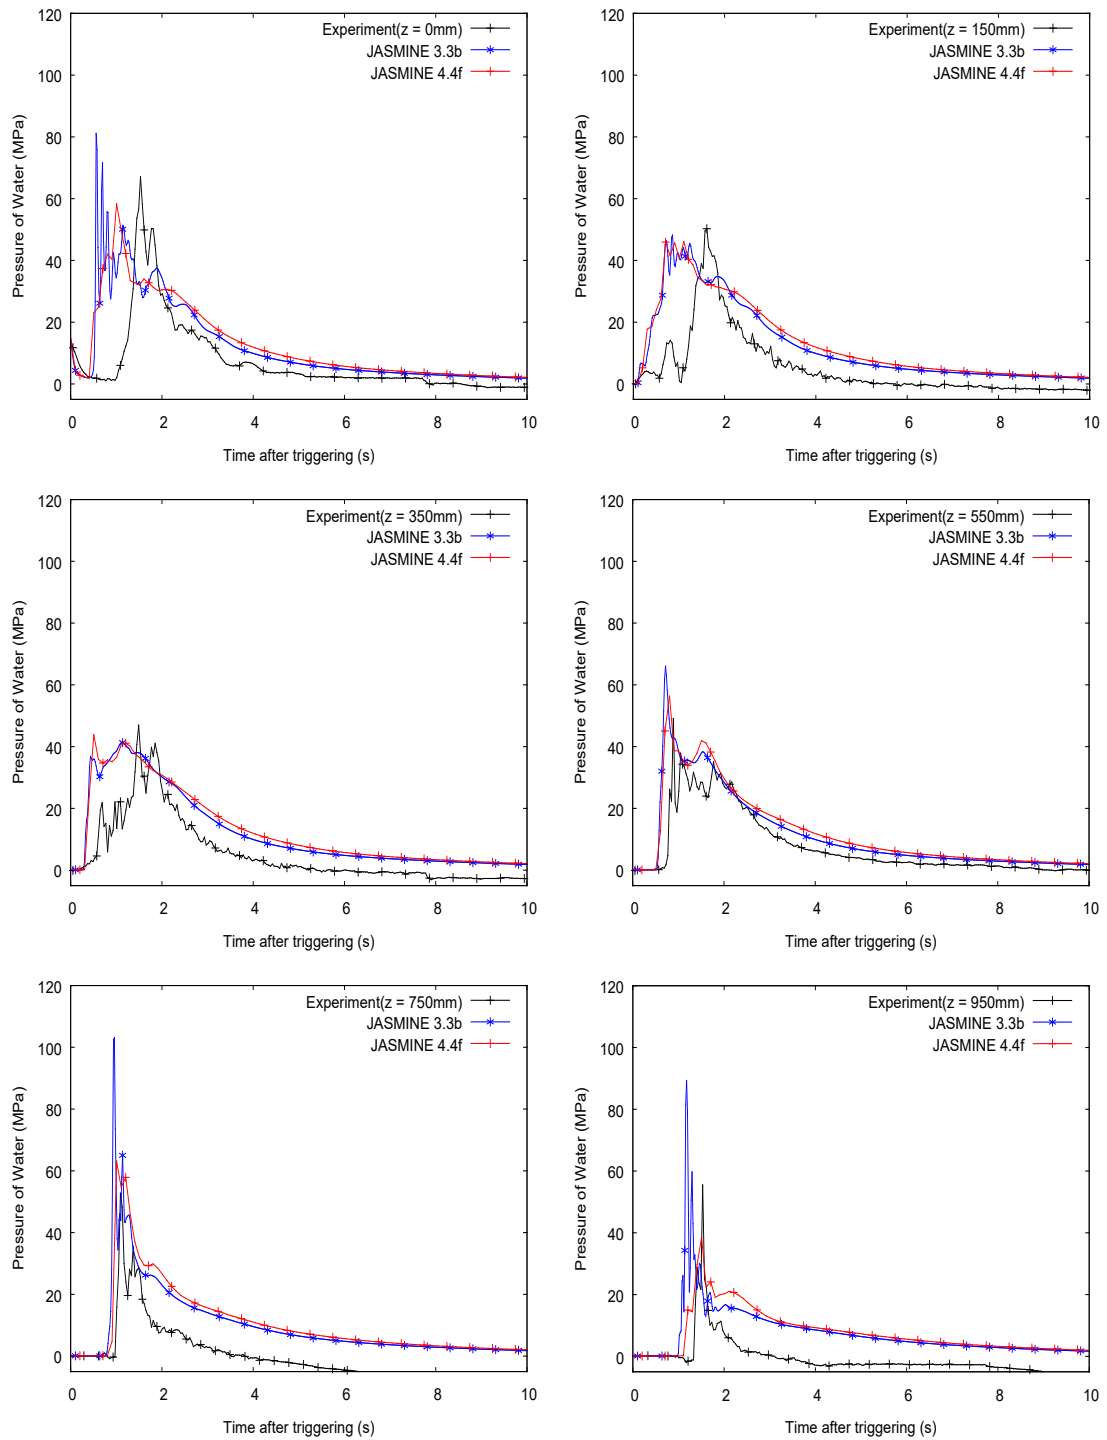 120
100
80
60
40
20
0
Pressure of Water (MPa)
Experiment(z = 0mm)
JASMINE 3.3b
JASMINE 4.4f
0 2 4 6 8 10
Time after triggering (s)
120
100
80
60
40
20
0
Pressure of Water (MPa)
Experiment(z = 150mm)
JASMINE 3.3b
JASMINE 4.4f
0 2 4 6 8 10
Time after triggering (s)
120
100
80
60
40
20
0
Pressure of Water (MPa)
Experiment(z = 350mm)
JASMINE 3.3b
JASMINE 4.4f
0 2 4 6 8 10
Time after triggering (s)
120
100
80
60
40
20
0
Pressure of Water (MPa)
Experiment(z = 550mm)
JASMINE 3.3b
JASMINE 4.4f
0 2 4 6 8 10
Time after triggering (s)
120
100
80
60
40
20
0
Pressure of Water (MPa)
Experiment(z = 750mm)
JASMINE 3.3b
JASMINE 4.4f
0 2 4 6 8 10
Time after triggering (s)
120
100
80
60
40
20
0
Pressure of Water (MPa)
Experiment(z = 950mm)
JASMINE 3.3b
JASMINE 4.4f
0 2 4 6 8 10
Time after triggering (s)